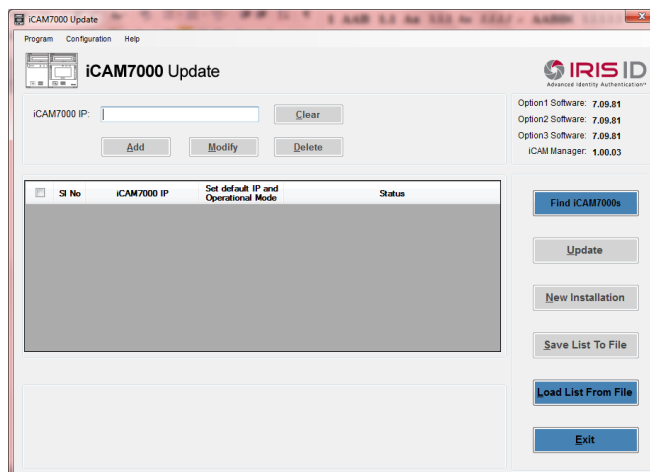 iCAM7000 Update
Program Configuration Help
iCAM7000 Update
IRIS ID
Advanced Identity Authentication™
iCAM7000 IP:
Clear
Add Modify Delete
Option1 Software: 7.09.81
Option2 Software: 7.09.81
Option3 Software: 7.09.81
iCAM Manager: 1.00.03
SI No iCAM7000 IP Set default IP and Operational Mode Status
Find iCAM7000s
Update
New Installation
Save List To File
Load List From File
Exit